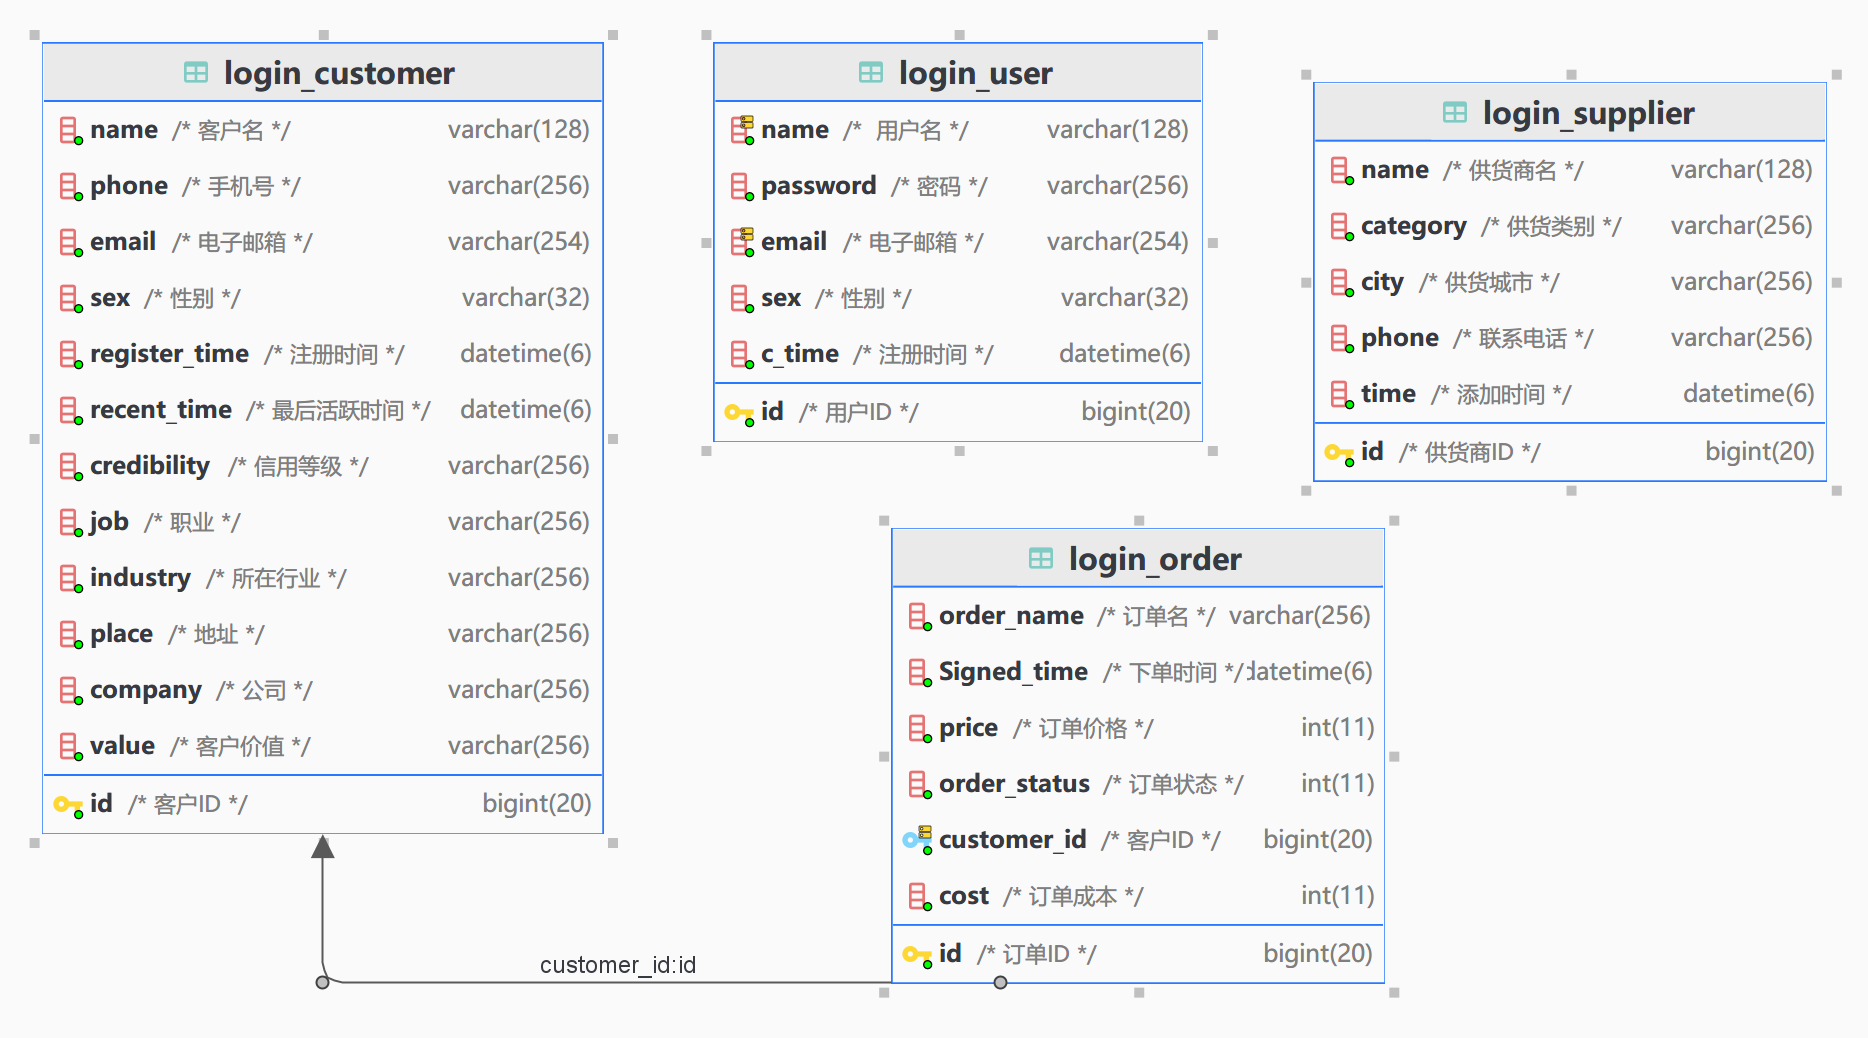 login_customer
name /* 客户名 */ varchar(128)
phone /* 手机号 */ varchar(256)
email /* 电子邮箱 */ varchar(254)
sex /* 性别 */ varchar(32)
register_time /* 注册时间 */ datetime(6)
recent_time /* 最后活跃时间 */ datetime(6)
credibility /* 信用等级 */ varchar(256)
job /* 职业 */ varchar(256)
industry /* 所在行业 */ varchar(256)
place /* 地址 */ varchar(256)
company /* 公司 */ varchar(256)
value /* 客户价值 */ varchar(256)
id /* 客户ID */ bigint(20)
login_user
name /* 用户名 */ varchar(128)
password /* 密码 */ varchar(256)
email /* 电子邮箱 */ varchar(254)
sex /* 性别 */ varchar(32)
c_time /* 注册时间 */ datetime(6)
id /* 用户ID */ bigint(20)
login_supplier
name /* 供货商名 */ varchar(128)
category /* 供货类别 */ varchar(256)
city /* 供货城市 */ varchar(256)
phone /* 联系电话 */ varchar(256)
time /* 添加时间 */ datetime(6)
id /* 供货商ID */ bigint(20)
login_order
order_name /* 订单名 */ varchar(256)
Signed_time /* 下单时间 */ datetime(6)
price /* 订单价格 */ int(11)
order_status /* 订单状态 */ int(11)
customer_id /* 客户ID */ bigint(20)
cost /* 订单成本 */ int(11)
id /* 订单ID */ bigint(20)
customer_id:id